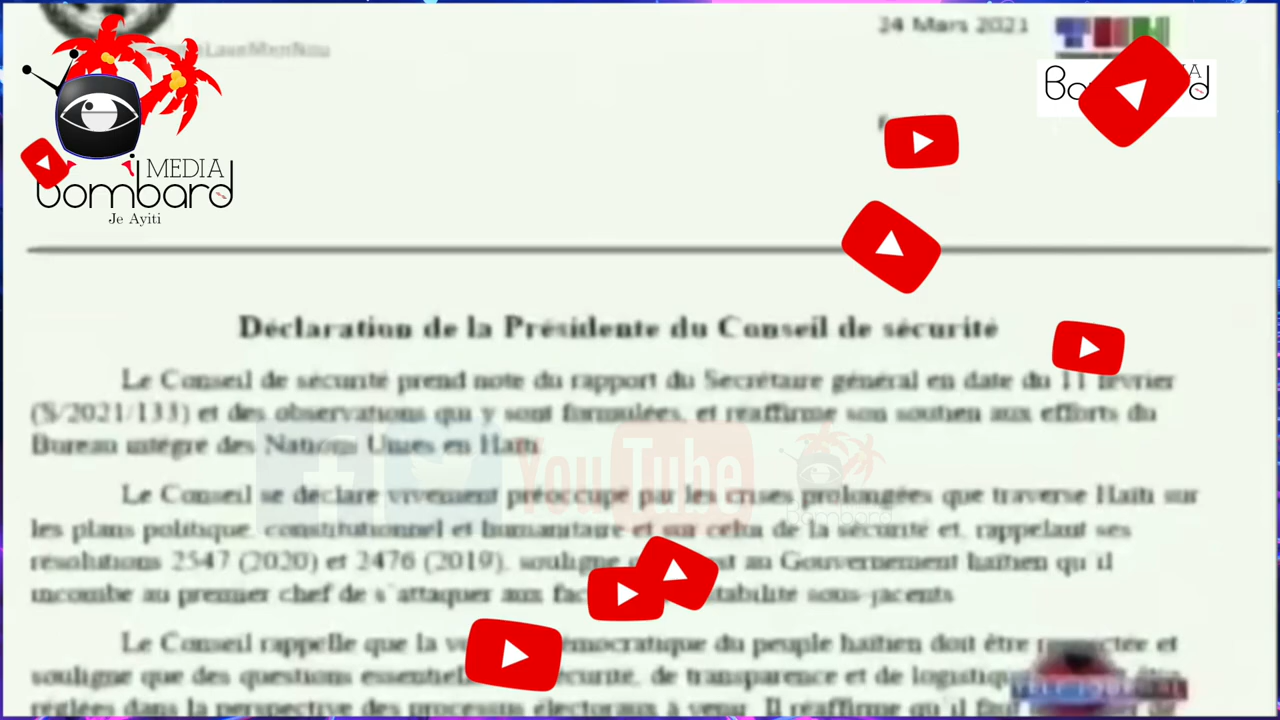 24 Mars 2021
MEDIA
bombard
Je Ayiti
Déclaration de la Présidente du Conseil de sécurité
Le Conseil de sécurité prend note du rapport du Secrétaire général en date du 11 février
(S/2021/133) et des observations qui y sont formulées, et réaffirme son soutien aux efforts du
Bureau intégré des Nations Unies en Haïti.
YouTube
Bombard
Le Conseil se déclare vivement préoccupé par les crises prolongées que traverse Haïti sur
les plans politique, constitutionnel et humanitaire et sur celui de la sécurité et, rappelant ses
résolutions 2547 (2020) et 2476 (2019), souligne au Gouvernement haïtien qu'il
incombe au premier chef de s'attaquer aux sous-jacents
Le Conseil rappelle que la du peuple haïtien doit être et
souligne que des questions de transparence et de
réglées dans la perspective des processus électoraux à venir. Il réaffirme qu'il